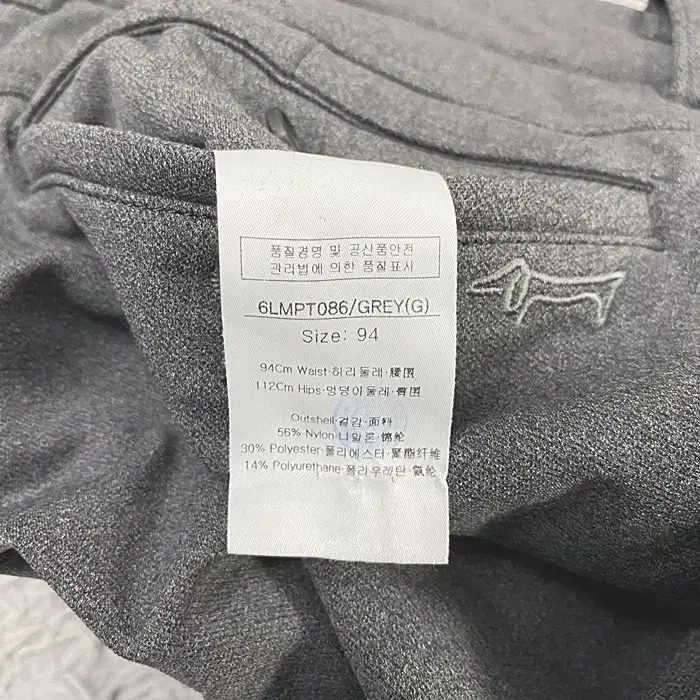 품질경영 및 공산품안전
관리법에 의한 품질표시
6LMPT086/GREY(G)
Size: 94
94Cm Waist·허리둘레·腰围
112Cm Hips·엉덩이둘레·臀围
Outshell·겉감·面料
56% Nylon·나일론·锦纶
30% Polyester·폴리에스터·聚酯纤维
14% Polyurethane·폴리우레탄·氨纶